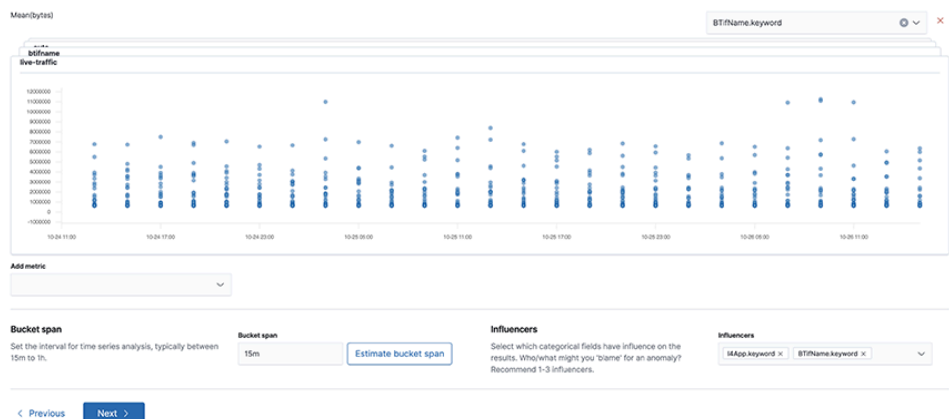 Mean(bytes)
BTifName.keyword
btifname
live-traffic
12000000
11000000
10000000
9000000
8000000
7000000
6000000
5000000
4000000
3000000
2000000
1000000
0
-1000000
10-24 11:00
10-24 17:00
10-24 23:00
10-25 05:00
10-25 11:00
10-25 17:00
10-25 23:00
10-26 05:00
10-26 11:00
Add metric
Bucket span
Set the interval for time series analysis, typically between
15m to 1h.
Bucket span
15m
Estimate bucket span
Influencers
Select which categorical fields have influence on the
results. Who/what might you 'blame' for an anomaly?
Recommend 1-3 influencers.
Influencers
l4App.keyword ×
BTifName.keyword ×
< Previous
Next >